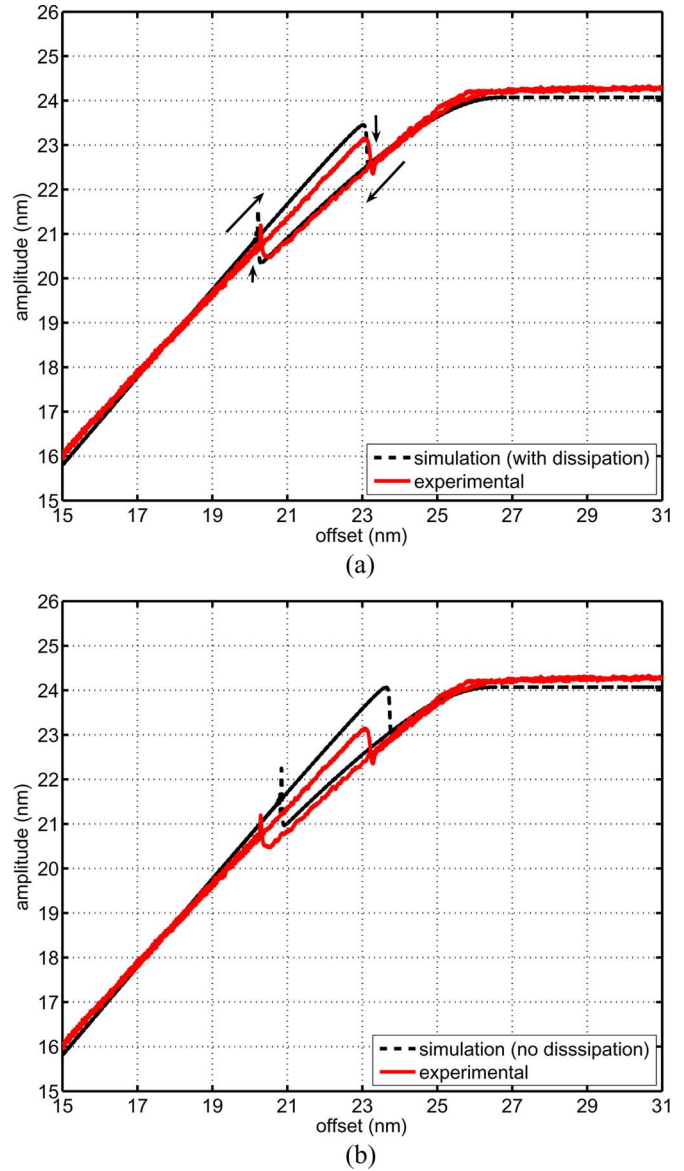 26
25
24
23
22
21
20
19
18
17
16
15
amplitude (nm)
simulation (with dissipation)
experimental
15 17 19 21 23 25 27 29 31
offset (nm)
(a)
26
25
24
23
22
21
20
19
18
17
16
15
amplitude (nm)
simulation (no disssipation)
experimental
15 17 19 21 23 25 27 29 31
offset (nm)
(b)